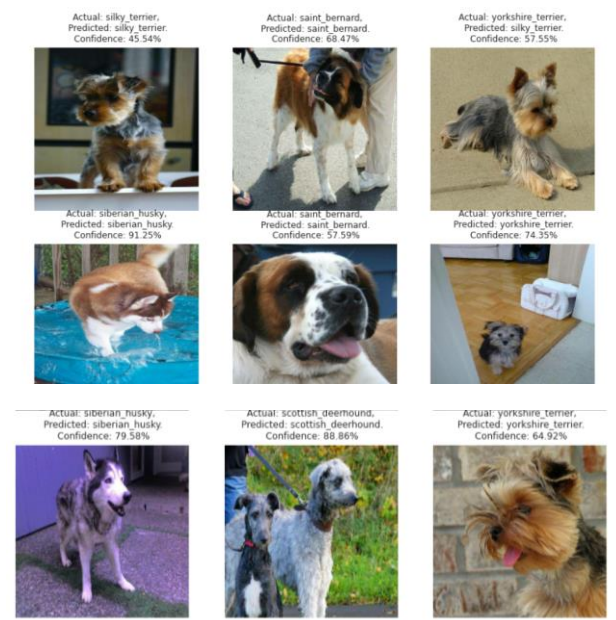 Actual: silky_terrier,
Predicted: silky_terrier.
Confidence: 45.54%
Actual: saint_bernard,
Predicted: saint_bernard.
Confidence: 68.47%
Actual: yorkshire_terrier,
Predicted: silky_terrier.
Confidence: 57.55%
Actual: siberian_husky,
Predicted: siberian_husky.
Confidence: 91.25%
Actual: saint_bernard,
Predicted: saint_bernard.
Confidence: 57.59%
Actual: yorkshire_terrier,
Predicted: yorkshire_terrier.
Confidence: 74.35%
Actual: siberian_husky,
Predicted: siberian_husky.
Confidence: 79.58%
Actual: scottish_deerhound,
Predicted: scottish_deerhound.
Confidence: 88.86%
Actual: yorkshire_terrier,
Predicted: yorkshire_terrier.
Confidence: 64.92%